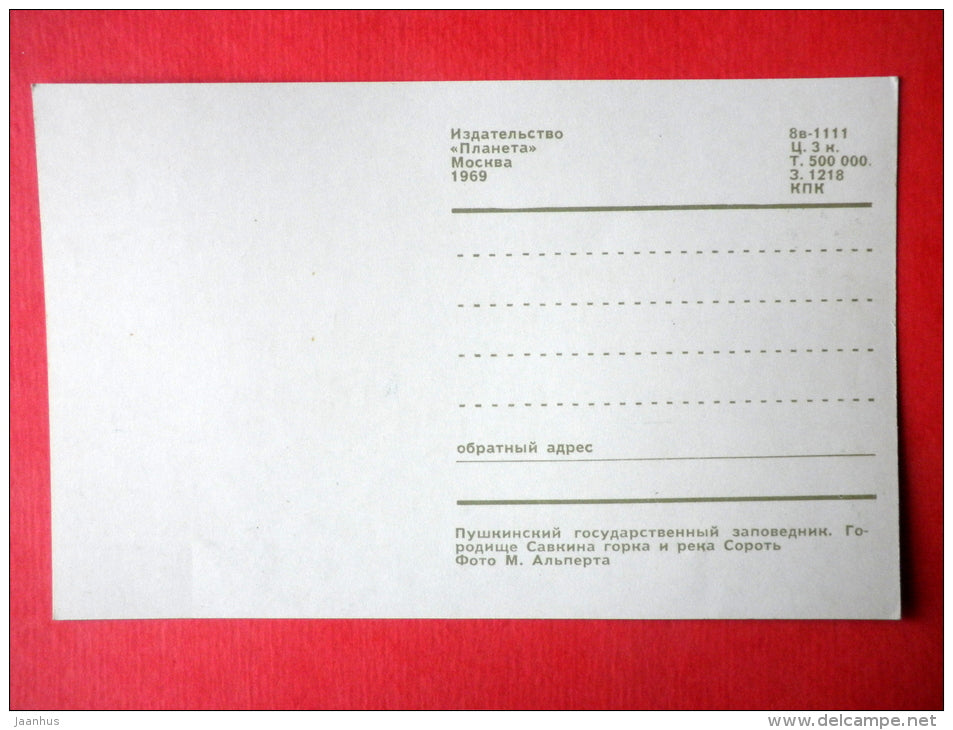 Издательство
«Планета»
Москва
1969
8в-1111
Ц. 3 к.
Т. 500 000.
З. 1218
КПК
обратный адрес
Пушкинский государственный заповедник. Го-
родище Савкина горка и река Сороть
Фото М. Альперта
jaanhus
delcampe.net